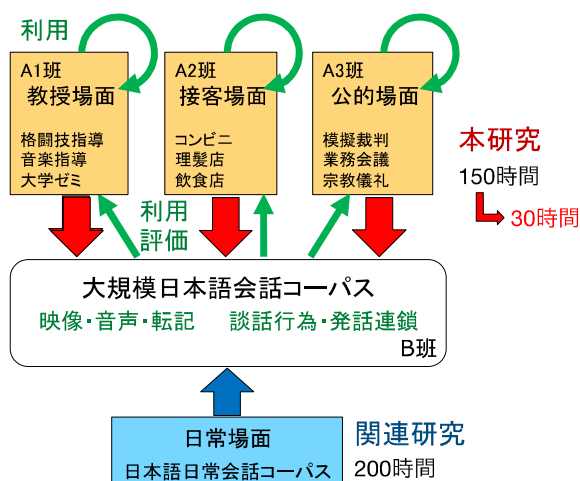 利用
A1班
教授場面
格闘技指導
音楽指導
大学ゼミ
A2班
接客場面
コンビニ
理髪店
飲食店
A3班
公的場面
模擬裁判
業務会議
宗教儀礼
本研究
150時間
30時間
利用
評価
大規模日本語会話コーパス
映像・音声・転記 談話行為・発話連鎖
B班
日常場面
日本語日常会話コーパス
関連研究
200時間